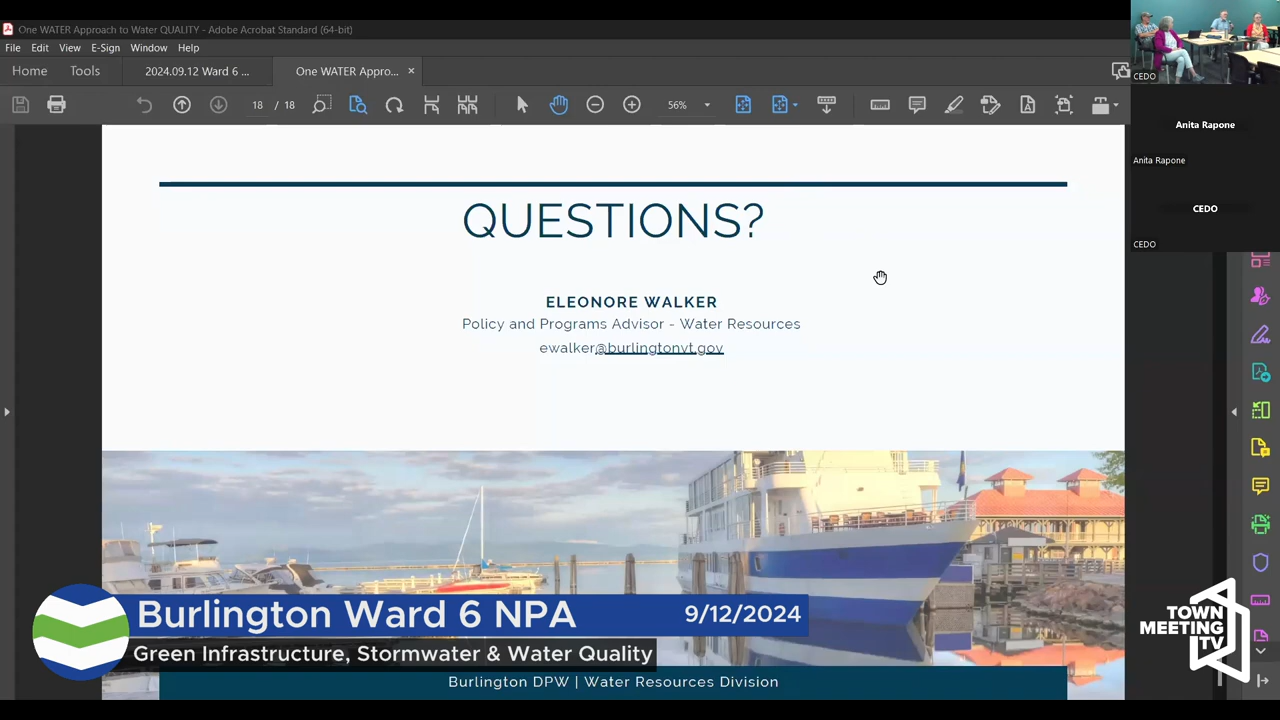 One WATER Approach to Water QUALITY - Adobe Acrobat Standard (64-bit)
File Edit View E-Sign Window Help
Home Tools 2024.09.12 Ward 6 ... One WATER Appro... ×
18 / 18 56%
CEDO
Anita Rapone
Anita Rapone
CEDO
CEDO
QUESTIONS?
ELEONORE WALKER
Policy and Programs Advisor - Water Resources
ewalker@burlingtonvt.gov
Burlington Ward 6 NPA 9/12/2024
Green Infrastructure, Stormwater & Water Quality
Burlington DPW | Water Resources Division
TOWN
MEETING
TV